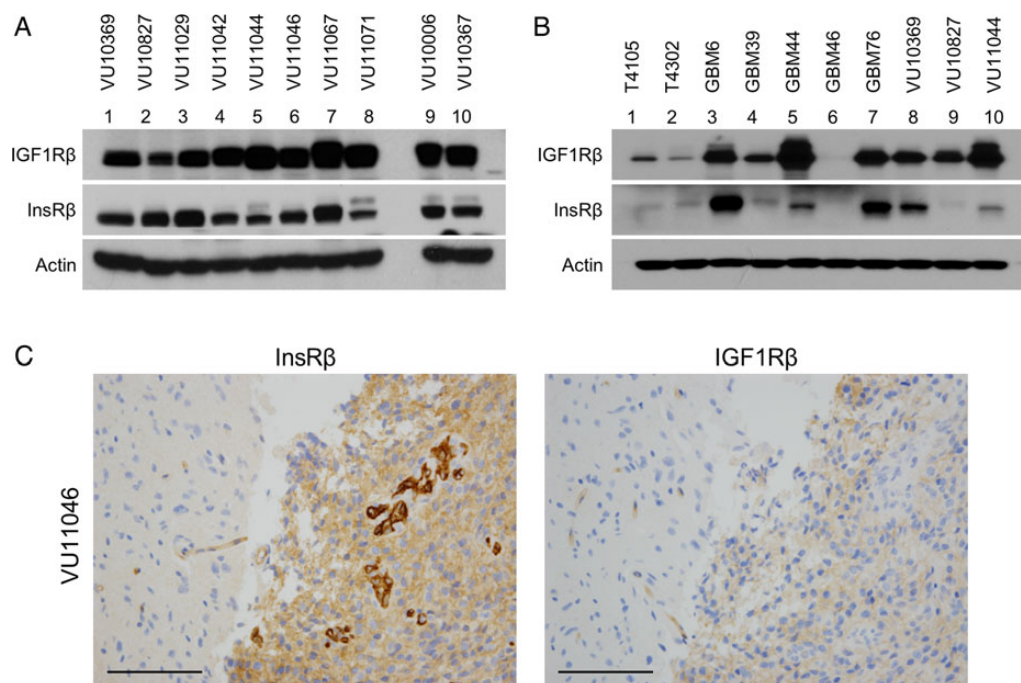 A
VU10369 VU10827 VU11029 VU11042 VU11044 VU11046 VU11067 VU11071 VU10006 VU10367
1 2 3 4 5 6 7 8 9 10
IGF1Rβ
InsRβ
Actin
B
T4105 T4302 GBM6 GBM39 GBM44 GBM46 GBM76 VU10369 VU10827 VU11044
1 2 3 4 5 6 7 8 9 10
IGF1Rβ
InsRβ
Actin
C
InsRβ IGF1Rβ
VU11046